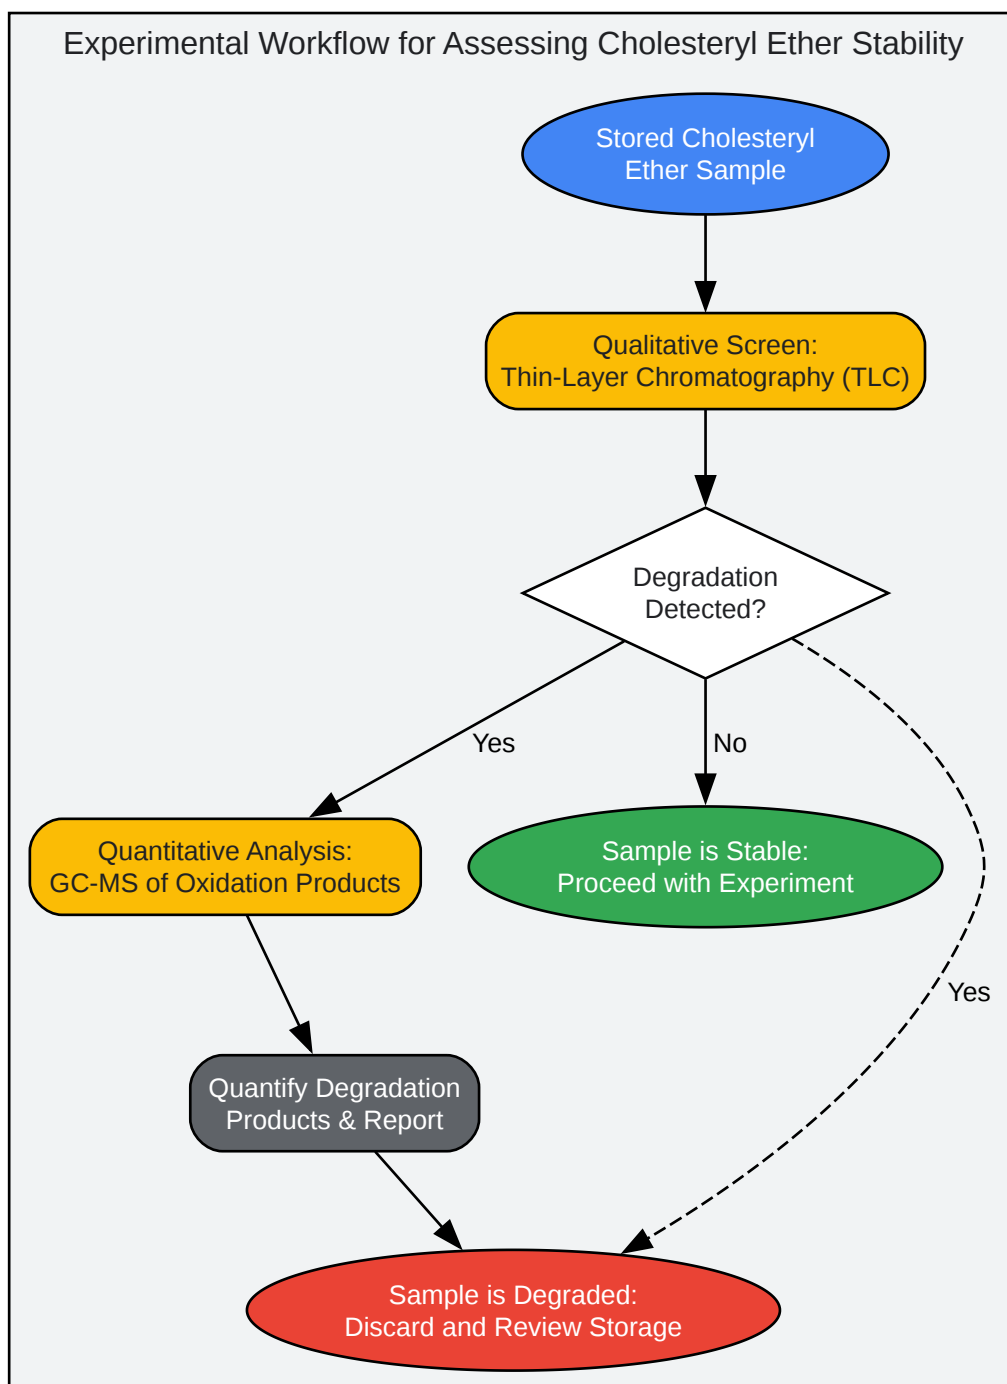 Experimental Workflow for Assessing Cholesteryl Ether Stability
Stored Cholesteryl
Ether Sample
Qualitative Screen:
Thin-Layer Chromatography (TLC)
Degradation
Detected?
Yes
No
Quantitative Analysis:
GC-MS of Oxidation Products
Sample is Stable:
Proceed with Experiment
Yes
Quantify Degradation
Products & Report
Sample is Degraded:
Discard and Review Storage